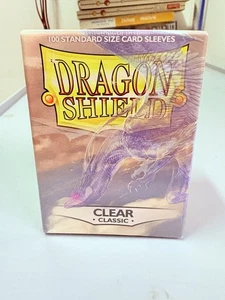 100 STANDARD SIZE CARD SLEEVES
DRAGON
SHIELD
CLEAR
• CLASSIC •